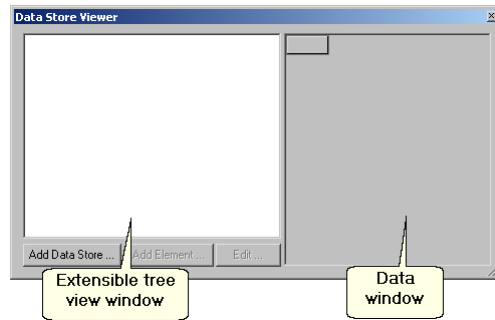 Data Store Viewer
Add Data Store ... Add Element ... Edit ...
Extensible tree
view window
Data
window